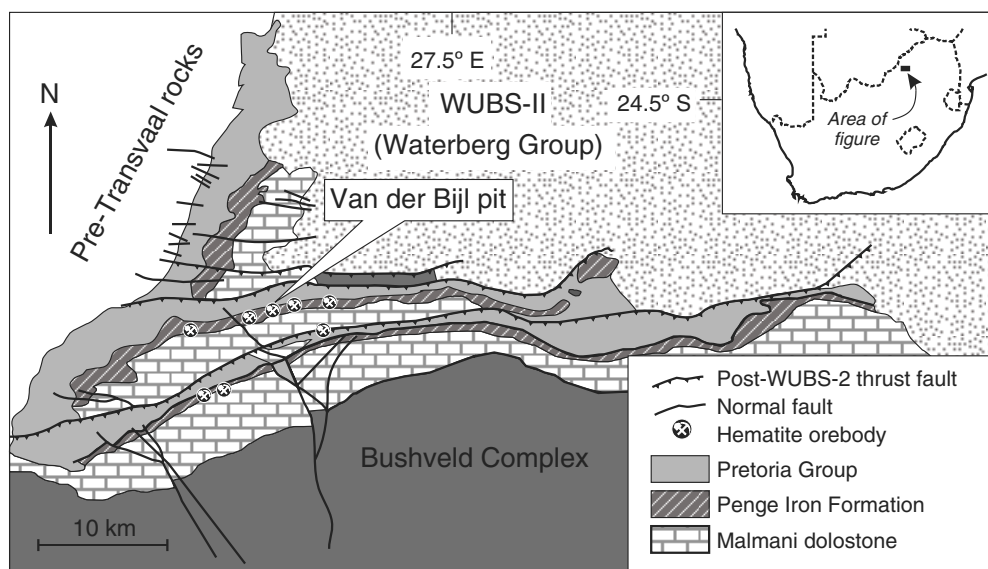 Pre-Transvaal rocks
N
27.5° E
WUBS-II
(Waterberg Group)
24.5° S
Area of
figure
Van der Bijl pit
Bushveld Complex
10 km
Post-WUBS-2 thrust fault
Normal fault
Hematite orebody
Pretoria Group
Penge Iron Formation
Malmani dolostone